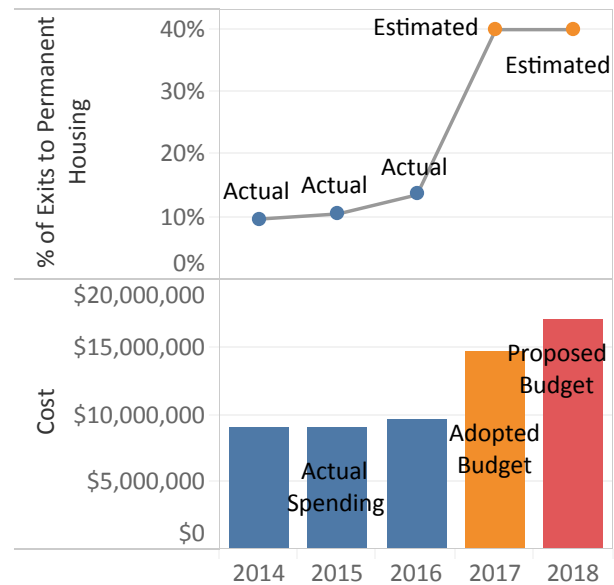 % of Exits to Permanent
Housing
40%
30%
20%
10%
0%
Estimated
Estimated
Actual
Actual
Actual
Cost
$20,000,000
$15,000,000
$10,000,000
$5,000,000
$0
Actual
Spending
Adopted
Budget
Proposed
Budget
2014 2015 2016 2017 2018